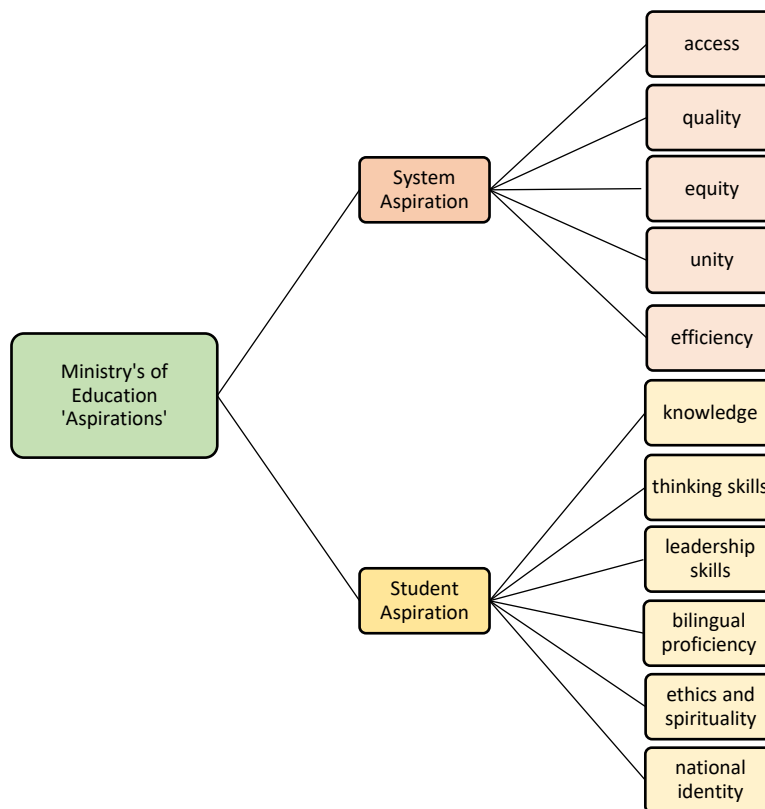 Ministry's of
Education
'Aspirations'
System
Aspiration
access
quality
equity
unity
efficiency
Student
Aspiration
knowledge
thinking skills
leadership
skills
bilingual
proficiency
ethics and
spirituality
national
identity